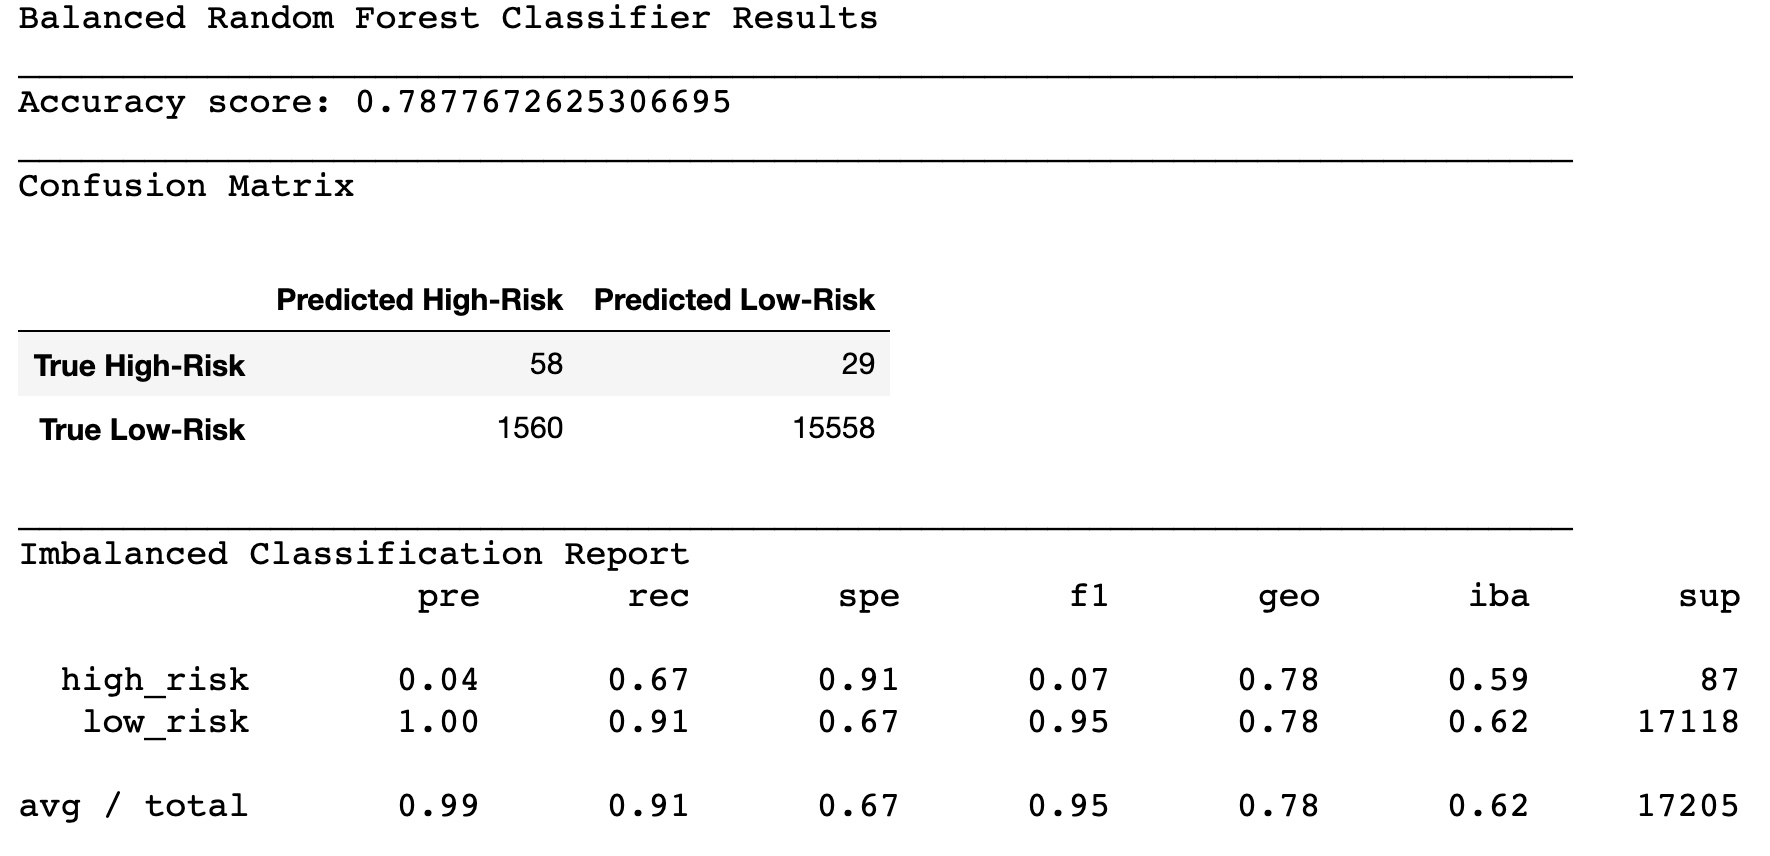 Balanced Random Forest Classifier Results
Accuracy score: 0.7877672625306695
Confusion Matrix
Predicted High-Risk Predicted Low-Risk
True High-Risk 58 29
True Low-Risk 1560 15558
Imbalanced Classification Report
pre rec spe f1 geo iba sup
high_risk 0.04 0.67 0.91 0.07 0.78 0.59 87
low_risk 1.00 0.91 0.67 0.95 0.78 0.62 17118
avg / total 0.99 0.91 0.67 0.95 0.78 0.62 17205